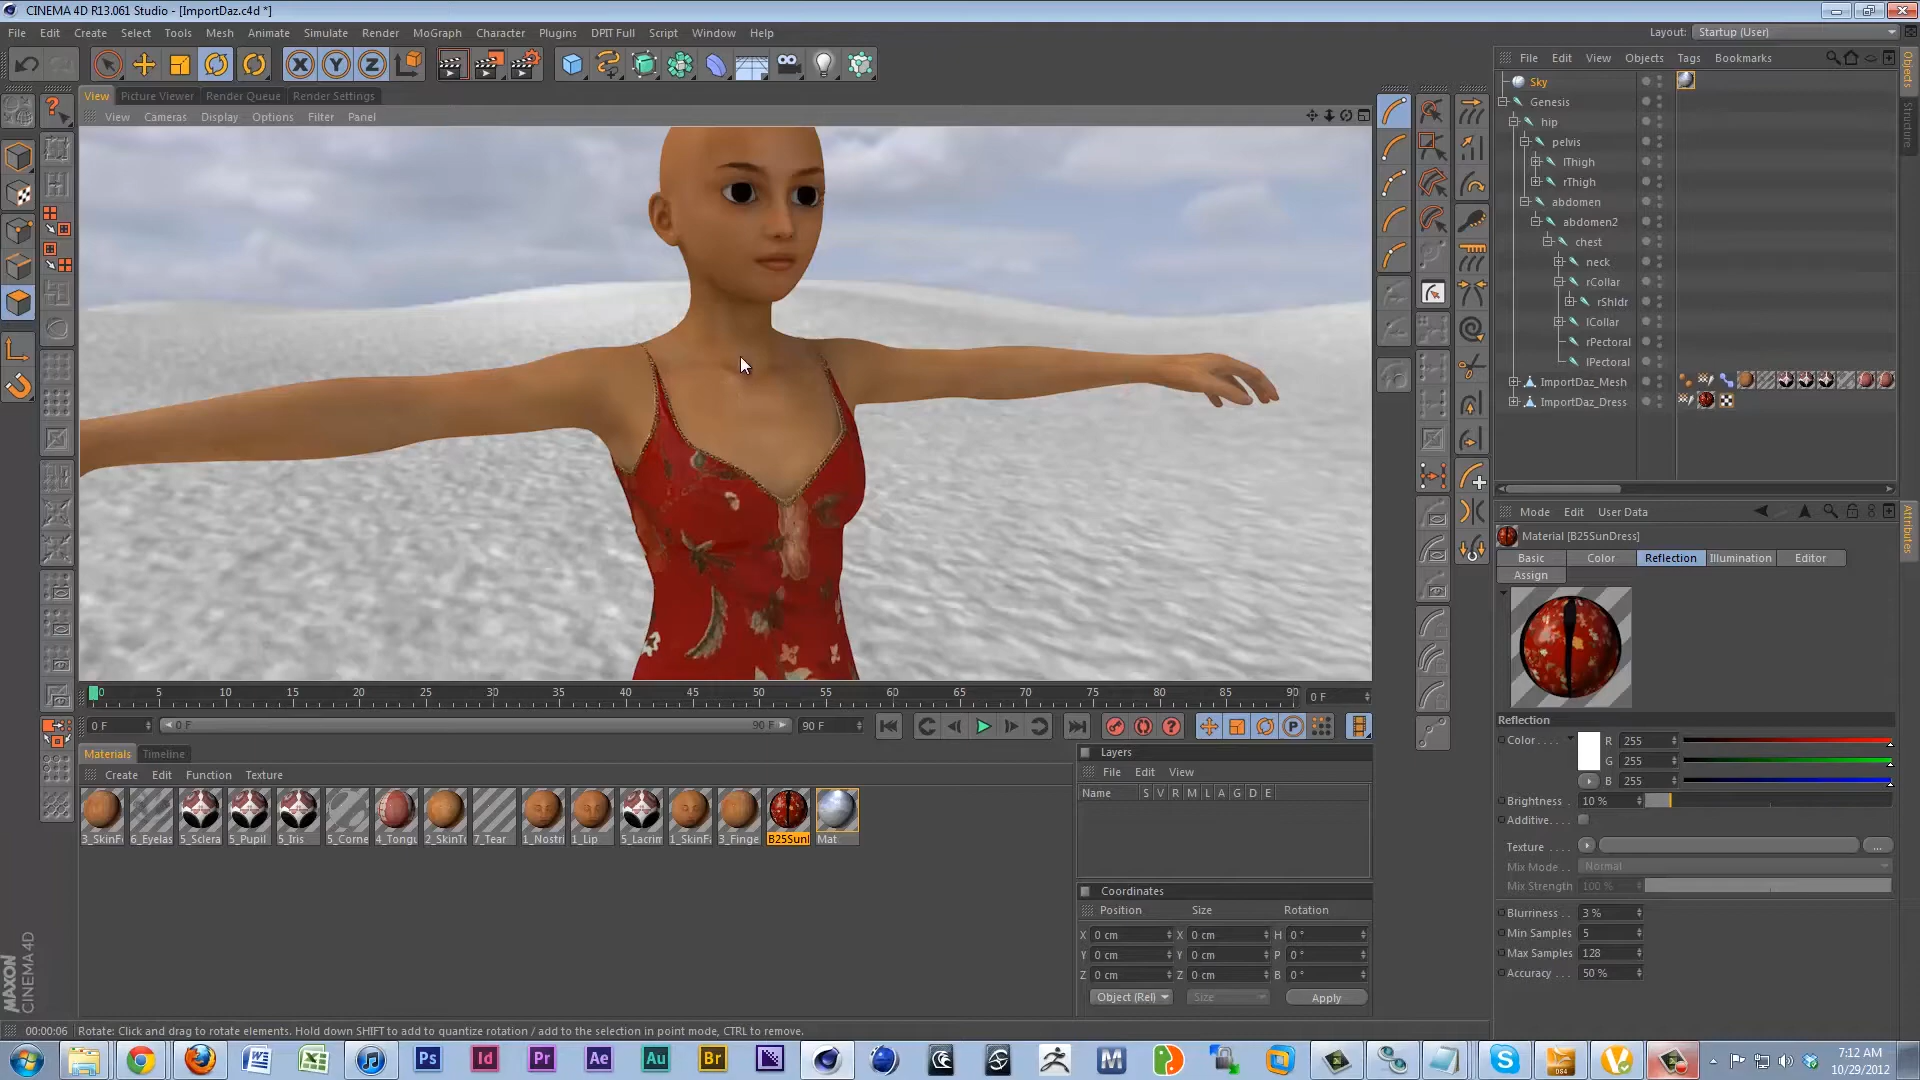 CINEMA 4D R13.061 Studio - [ImportDaz.c4d *]
File Edit Create Select Tools Mesh Animate Simulate Render MoGraph Character Plugins DPIT Full Script Window Help
Layout: Startup (User)
View Picture Viewer Render Queue Render Settings
View Cameras Display Options Filter Panel
File Edit View Objects Tags Bookmarks
Objects
Structure
Sky
Genesis
hip
pelvis
lThigh
rThigh
abdomen
abdomen2
chest
neck
rCollar
rShldr
lCollar
rPectoral
lPectoral
ImportDaz_Mesh
ImportDaz_Dress
Mode Edit User Data
Attributes
Material [B25SunDress]
Basic Color Reflection Illumination Editor
Assign
Reflection
Color.... R 255
G 255
B 255
Brightness . 10 %
Additive...
Texture ....
...
Mix Mode.. Normal
Mix Strength 100 %
Blurriness .. 3 %
Min Samples 5
Max Samples 128
Accuracy ... 50 %
0 5 10 15 20 25 30 35 40 45 50 55 60 65 70 75 80 85 90 0 F
0 F 0 F 90 F 90 F
Materials Timeline
Create Edit Function Texture
3_SkinF 6_Eyelas 5_Sclera 5_Pupil 5_Iris 5_Corne 4_Tongu 2_SkinT 7_Tear 1_Nostri 1_Lip 5_Lacrim 1_SkinF 3_Finge B25Sun Mat
Layers
File Edit View
Name S V R M L A G D E
Coordinates
Position Size Rotation
X 0 cm X 0 cm H 0 °
Y 0 cm Y 0 cm P 0 °
Z 0 cm Z 0 cm B 0 °
Object (Rel) Size Apply
MAXON
CINEMA 4D
00:00:06 Rotate: Click and drag to rotate elements. Hold down SHIFT to add to quantize rotation / add to the selection in point mode, CTRL to remove.
Ps Id Pr Ae Au Br M DS4
7:12 AM
10/29/2012